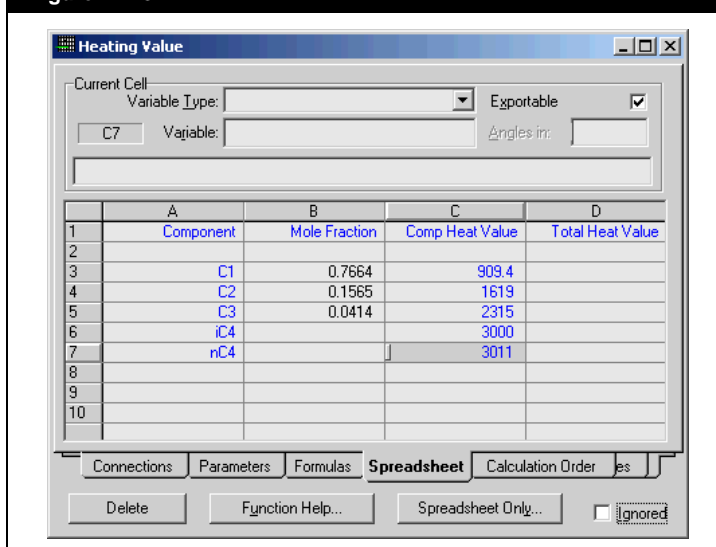 Heating Value
Current Cell
Variable Type: Exportable
C7 Variable: Angles in:
A B C D
1 Component Mole Fraction Comp Heat Value Total Heat Value
2
3 C1 0.7664 909.4
4 C2 0.1565 1619
5 C3 0.0414 2315
6 iC4 3000
7 nC4 3011
8
9
10
Connections Parameters Formulas Spreadsheet Calculation Order es
Delete Function Help... Spreadsheet Only... Ignored